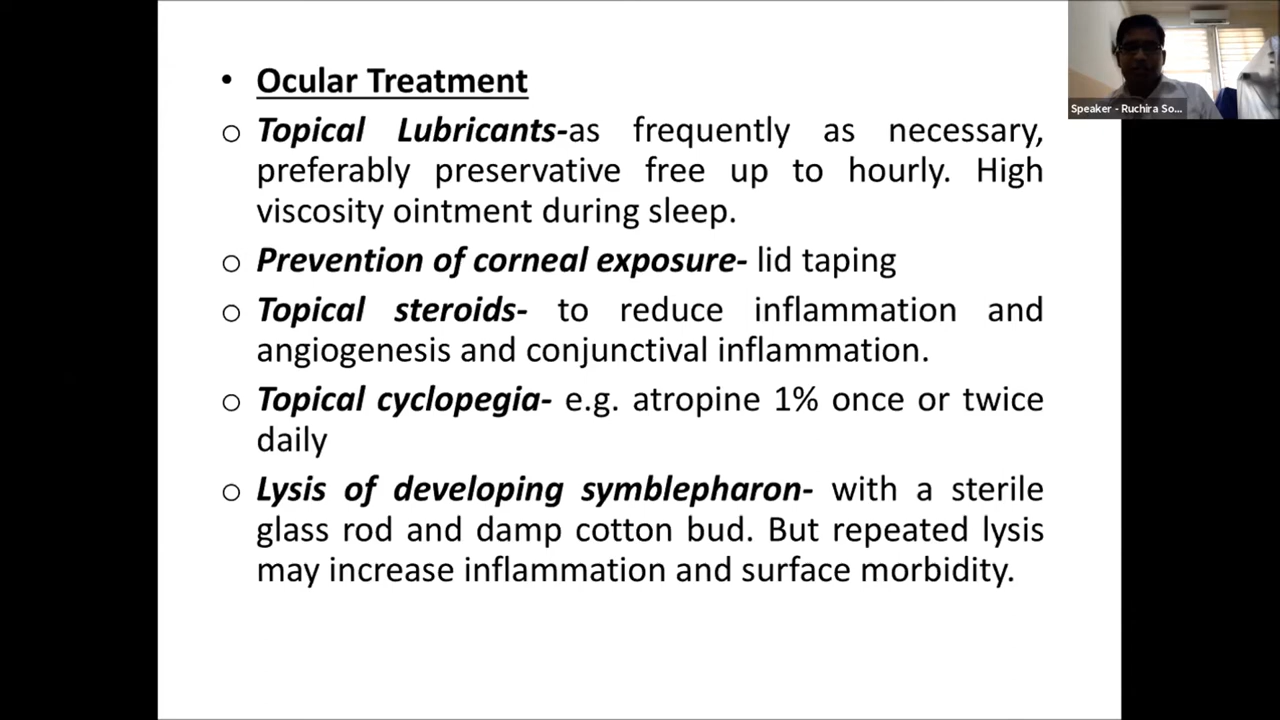 • Ocular Treatment
o Topical Lubricants-as frequently as necessary,
preferably preservative free up to hourly. High
viscosity ointment during sleep.
o Prevention of corneal exposure- lid taping
o Topical steroids- to reduce inflammation and
angiogenesis and conjunctival inflammation.
o Topical cyclopegia- e.g. atropine 1% once or twice
daily
o Lysis of developing symblepharon- with a sterile
glass rod and damp cotton bud. But repeated lysis
may increase inflammation and surface morbidity.
Speaker - Ruchira So...